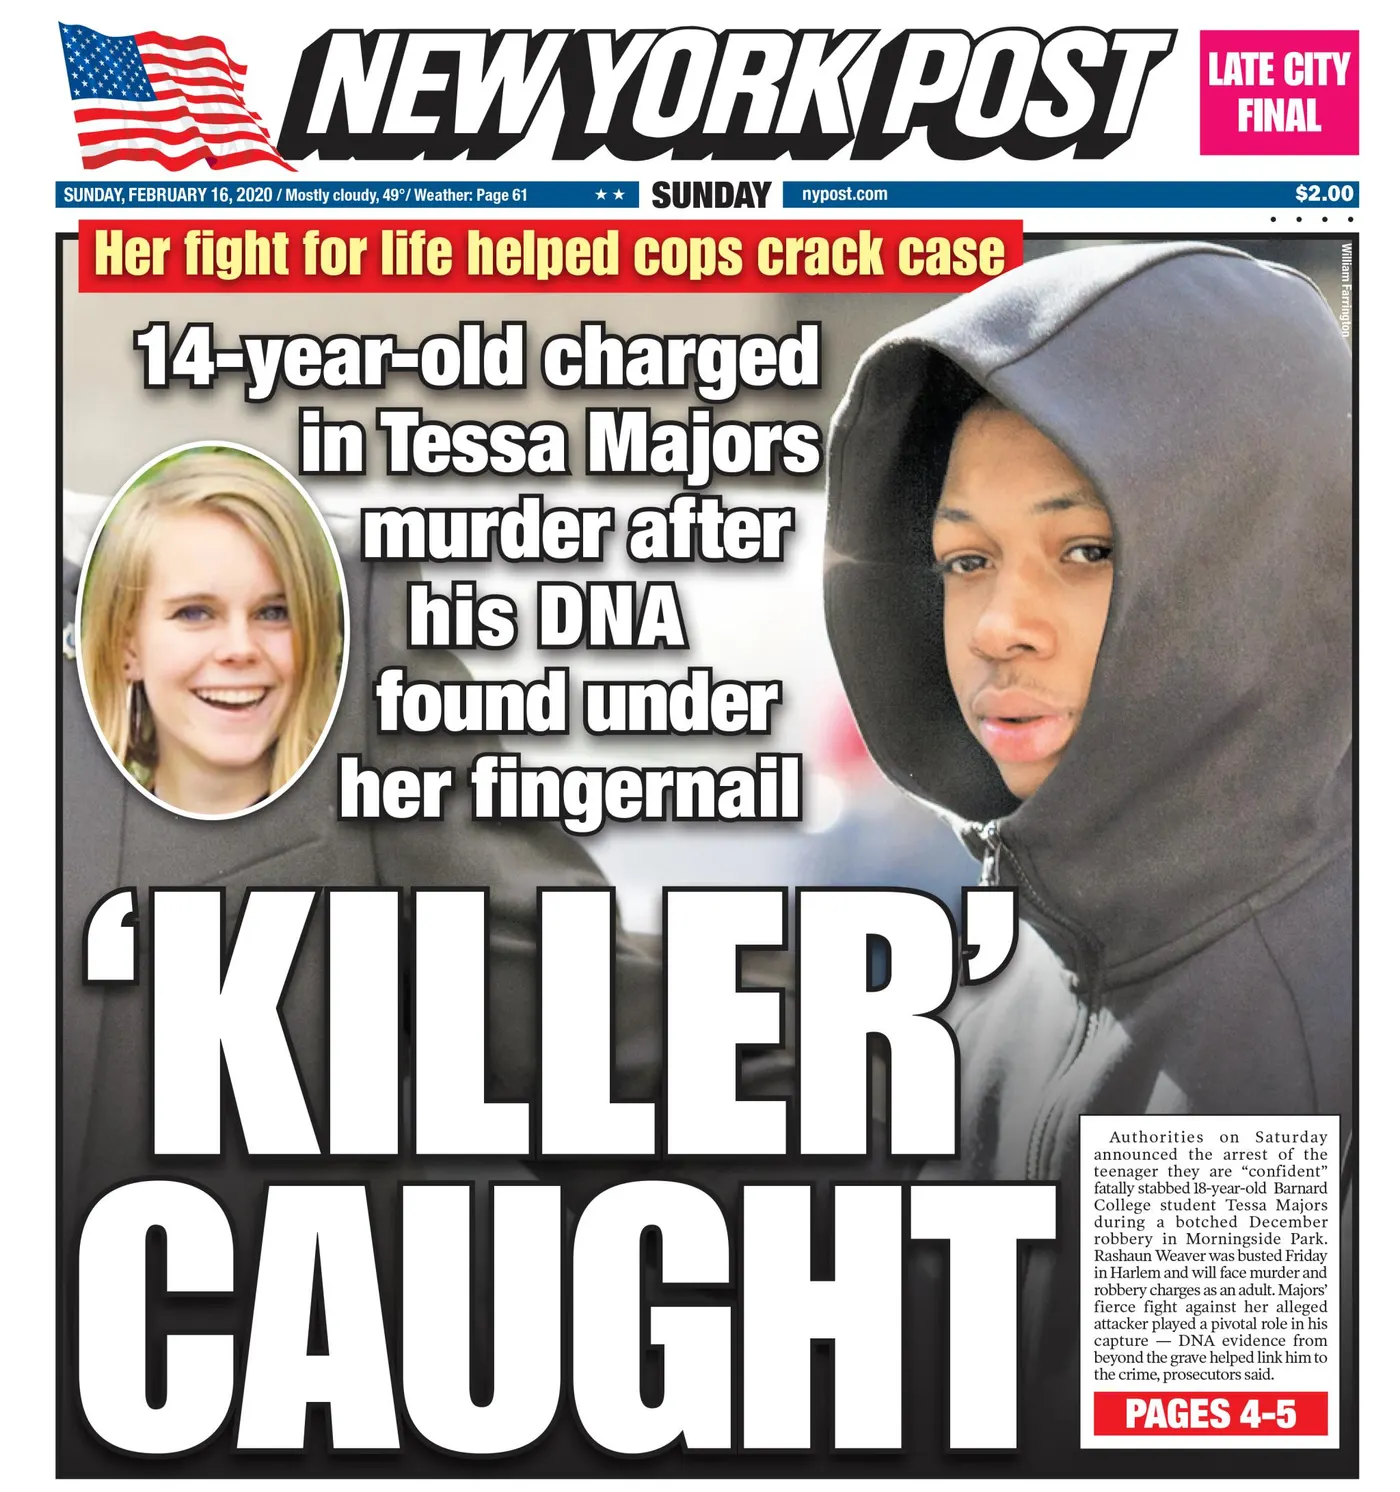 NEW YORK POST
LATE CITY
FINAL
SUNDAY, FEBRUARY 16, 2020 / Mostly cloudy, 49°/ Weather: Page 61
★ ★
SUNDAY
nypost.com
$2.00
Her fight for life helped cops crack case
William Farrington
14-year-old charged
in Tessa Majors
murder after
his DNA
found under
her fingernail
‘KILLER’
CAUGHT
Authorities on Saturday
announced the arrest of the
teenager they are “confident”
fatally stabbed 18-year-old Barnard
College student Tessa Majors
during a botched December
robbery in Morningside Park.
Rashaun Weaver was busted Friday
in Harlem and will face murder and
robbery charges as an adult. Majors’
fierce fight against her alleged
attacker played a pivotal role in his
capture — DNA evidence from
beyond the grave helped link him to
the crime, prosecutors said.
PAGES 4-5